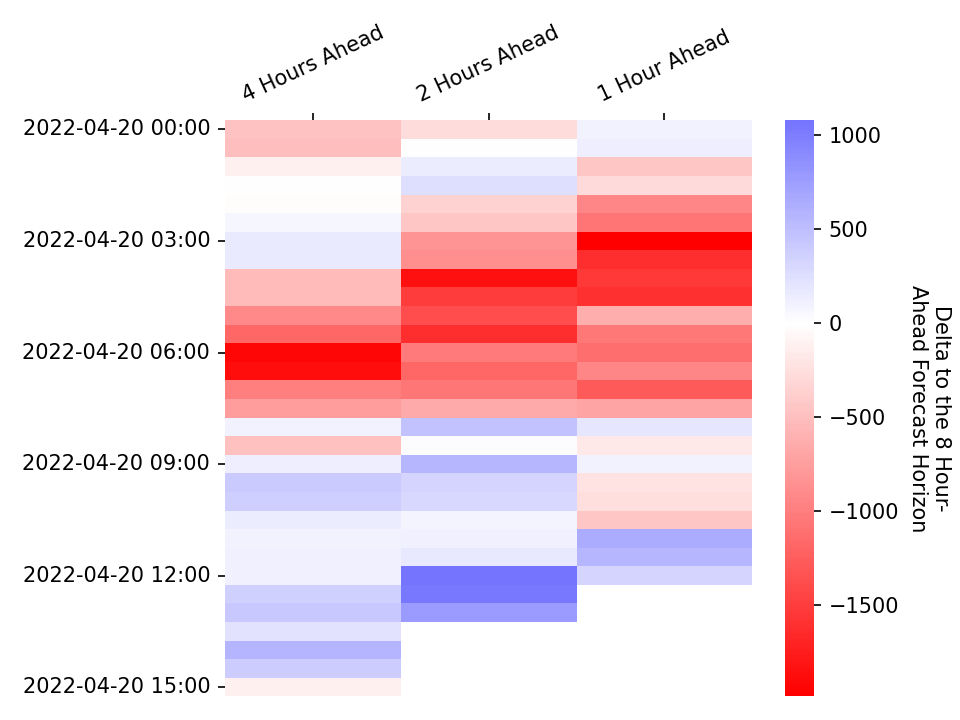 4 Hours Ahead
2 Hours Ahead
1 Hour Ahead
2022-04-20 00:00
2022-04-20 03:00
2022-04-20 06:00
2022-04-20 09:00
2022-04-20 12:00
2022-04-20 15:00
1000
500
0
−500
−1000
−1500
Delta to the 8 Hour-
Ahead Forecast Horizon